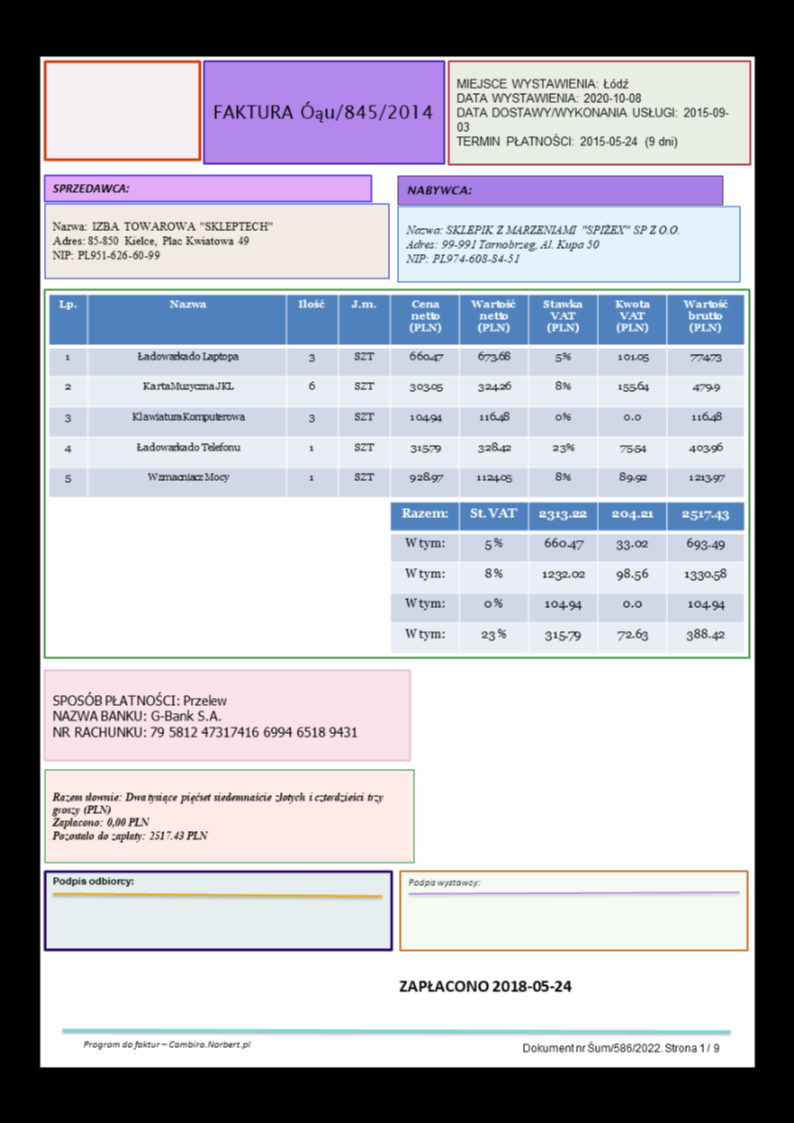 FAKTURA Óąu/845/2014
MIEJSCE WYSTAWIENIA: Łódź
DATA WYSTAWIENIA: 2020-10-08
DATA DOSTAWY/WYKONANIA USŁUGI: 2015-09-
03
TERMIN PŁATNOŚCI: 2015-05-24 (9 dni)
SPRZEDAWCA:
Nazwa: IZBA TOWAROWA "SKLEPTECH"
Adres: 85-850 Kielce, Plac Kwiatowa 49
NIP: PL951-626-60-99
NABYWCA:
Nazwa: SKLEPIK Z MARZENIAMI "SPIŻEX" SP Z O.O.
Adres: 99-991 Tarnobrzeg, Al. Kupa 50
NIP: PL974-608-84-51
Lp. Nazwa Ilość J.m. Cena netto (PLN) Wartość netto (PLN) Stawka VAT (PLN) Kwota VAT (PLN) Wartość brutto (PLN)
1 Ładowarka do Laptopa 3 SZT 660.47 673.68 5% 101.05 774.73
2 Karta Muzyczna JKL 6 SZT 303.05 324.26 8% 155.64 479.9
3 Klawiatura Komputerowa 3 SZT 104.94 116.48 0% 0.0 116.48
4 Ładowarka do Telefonu 1 SZT 315.79 328.42 23% 75.54 403.96
5 Wzmacniacz Mocy 1 SZT 928.97 1124.05 8% 89.92 1213.97
Razem: St. VAT 2313.22 204.21 2517.43
W tym: 5% 660.47 33.02 693.49
W tym: 8% 1232.02 98.56 1330.58
W tym: 0% 104.94 0.0 104.94
W tym: 23% 315.79 72.63 388.42
SPOSÓB PŁATNOŚCI: Przelew
NAZWA BANKU: G-Bank S.A.
NR RACHUNKU: 79 5812 47317416 6994 6518 9431
Razem słownie: Dwa tysiące pięćset siedemnaście złotych i czterdzieści trzy
groszy (PLN)
Zapłacono: 0,00 PLN
Pozostało do zapłaty: 2517.43 PLN
Podpis odbiorcy:
Podpis wystawcy:
ZAPŁACONO 2018-05-24
Program do faktur – Cambira.Norbert.pl
Dokument nr Śum/586/2022. Strona 1 / 9